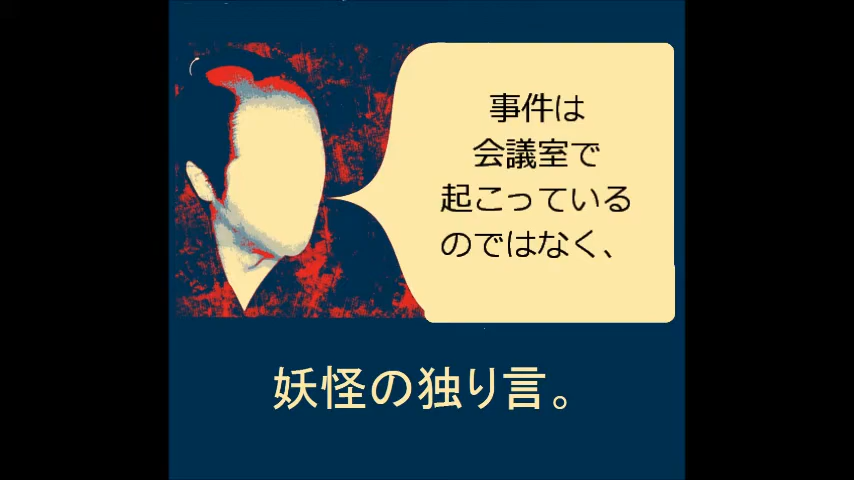 事件は
会議室で
起こっている
のではなく、
妖怪の独り言。